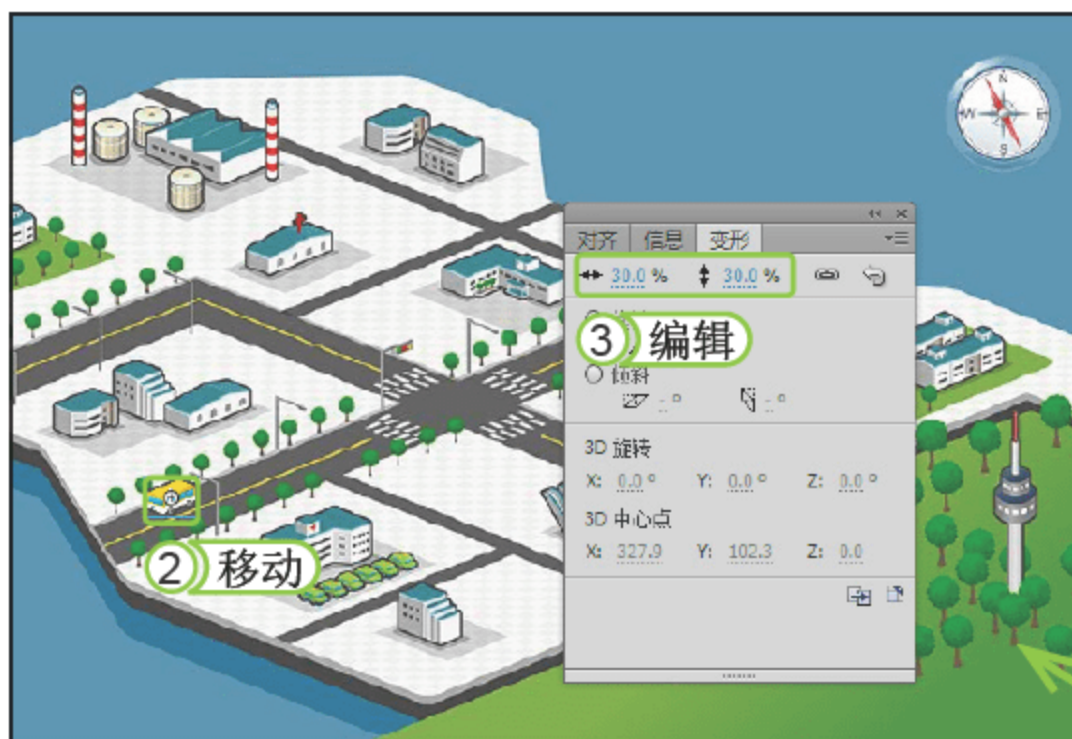 N
W E
S
对齐 信息 变形
30.0 % 30.0 %
③ 编辑
倾斜
- ° - °
3D 旋转
X: 0.0 ° Y: 0.0 ° Z: 0.0 °
3D 中心点
X: 327.9 Y: 102.3 Z: 0.0
② 移动